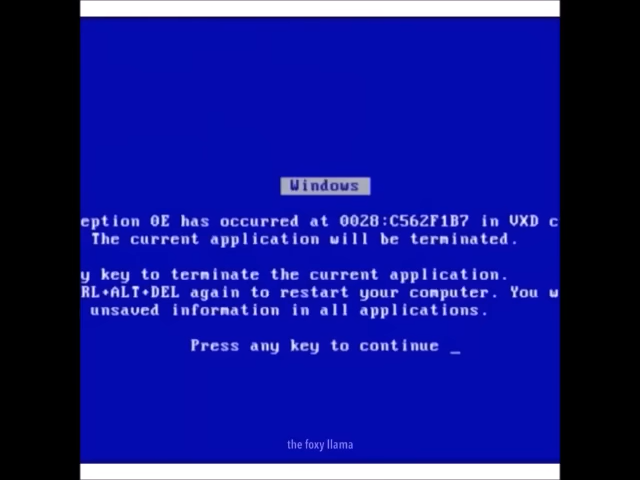 Windows
eption 0E has occurred at 0028:C562F1B7 in VXD c
The current application will be terminated.
y key to terminate the current application.
RL+ALT+DEL again to restart your computer. You w
unsaved information in all applications.
Press any key to continue _
the foxy llama